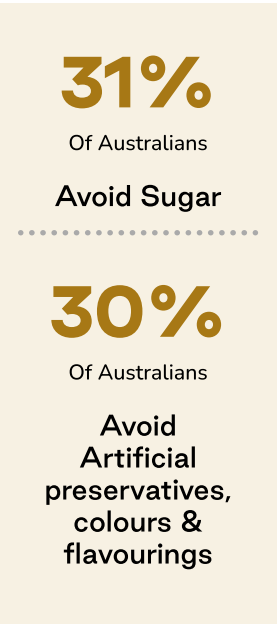 31%
Of Australians
Avoid Sugar
30%
Of Australians
Avoid
Artificial
preservatives,
colours &
flavourings